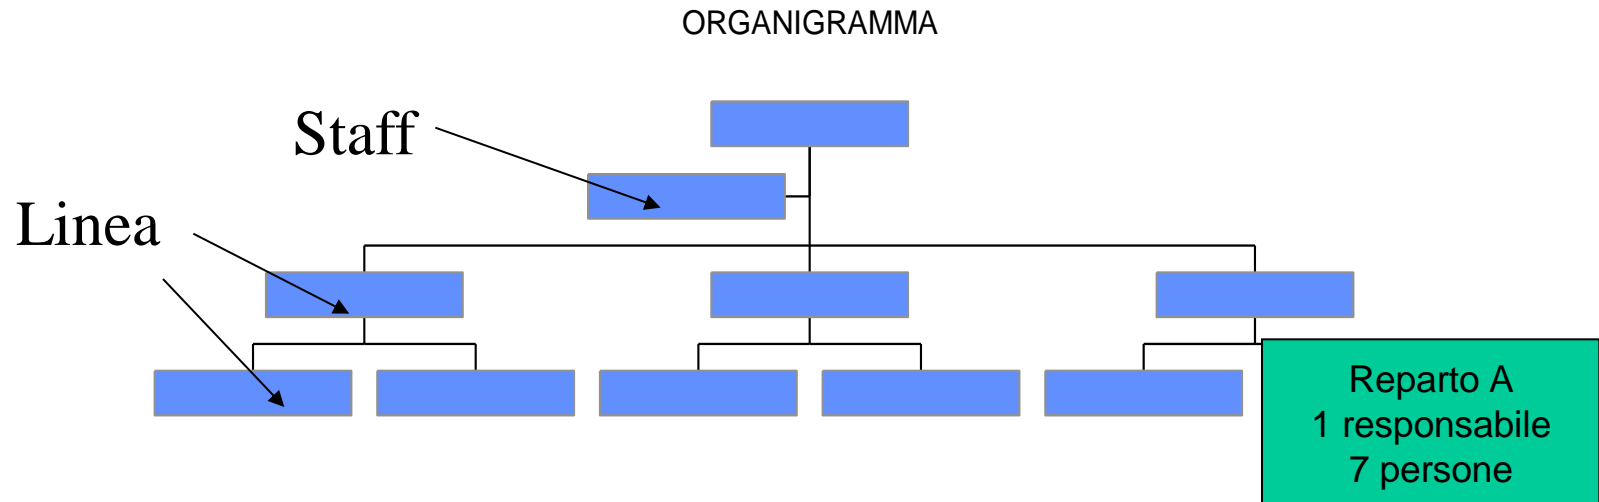 ORGANIGRAMMA
Staff
Linea
Reparto A
1 responsabile
7 persone